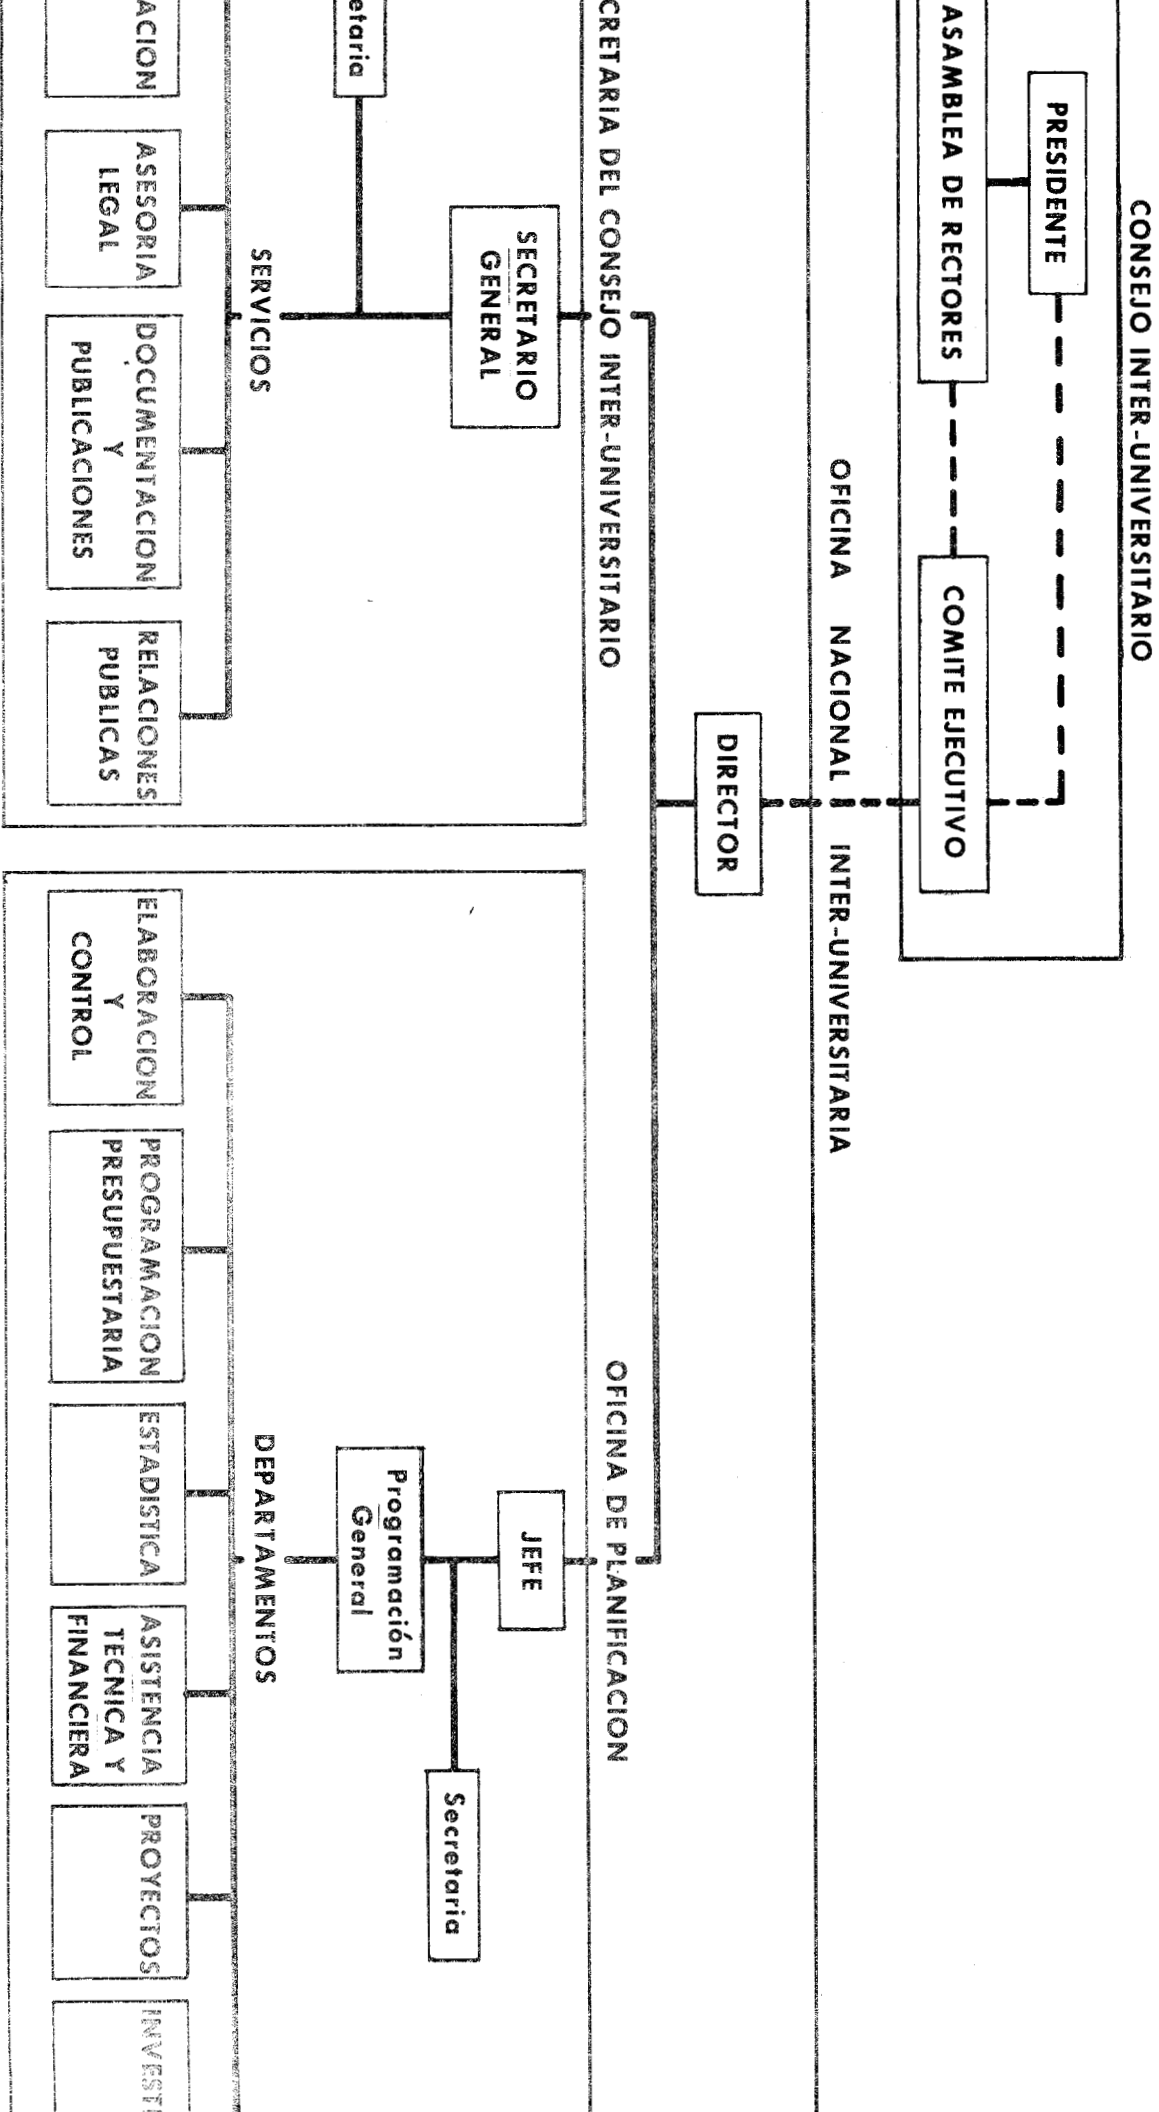 CONSEJO INTER-UNIVERSITARIO
PRESIDENTE
ASAMBLEA DE RECTORES
COMITE EJECUTIVO
OFICINA NACIONAL INTER-UNIVERSITARIA
DIRECTOR
CRETARIA DEL CONSEJO INTER-UNIVERSITARIO
SECRETARIO
GENERAL
etaria
SERVICIOS
ACION
ASESORIA
LEGAL
DOCUMENTACION
Y
PUBLICACIONES
RELACIONES
PUBLICAS
OFICINA DE PLANIFICACION
JEFE
Secretaria
Programación
General
DEPARTAMENTOS
ELABORACION
Y
CONTROL
PROGRAMACION
PRESUPUESTARIA
ESTADISTICA
ASISTENCIA
TECNICA Y
FINANCIERA
PROYECTOS
INVESTI